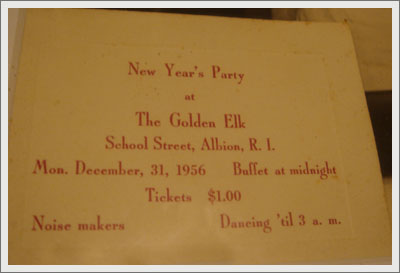 New Year's Party
at
The Golden Elk
School Street, Albion, R. I.
Mon. December, 31, 1956 Buffet at midnight
Tickets $1.00
Noise makers Dancing 'til 3 a. m.